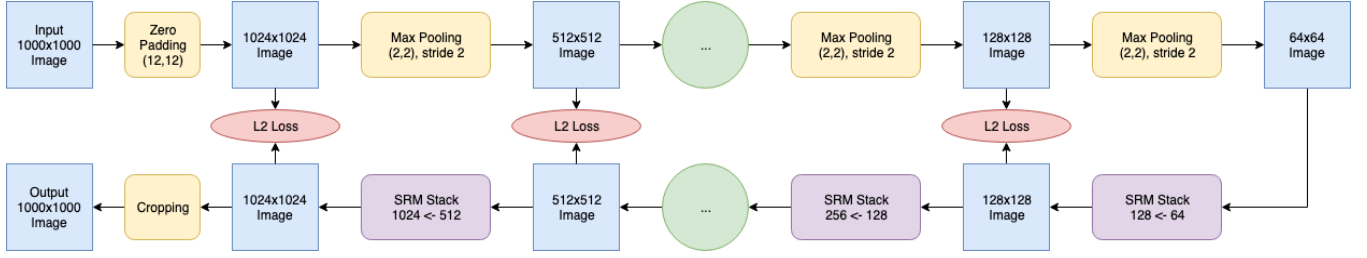 Input
1000x1000
Image
Zero
Padding
(12,12)
1024x1024
Image
Max Pooling
(2,2), stride 2
512x512
Image
...
Max Pooling
(2,2), stride 2
128x128
Image
Max Pooling
(2,2), stride 2
64x64
Image
L2 Loss
L2 Loss
L2 Loss
Output
1000x1000
Image
Cropping
1024x1024
Image
SRM Stack
1024 <- 512
512x512
Image
...
SRM Stack
256 <- 128
128x128
Image
SRM Stack
128 <- 64